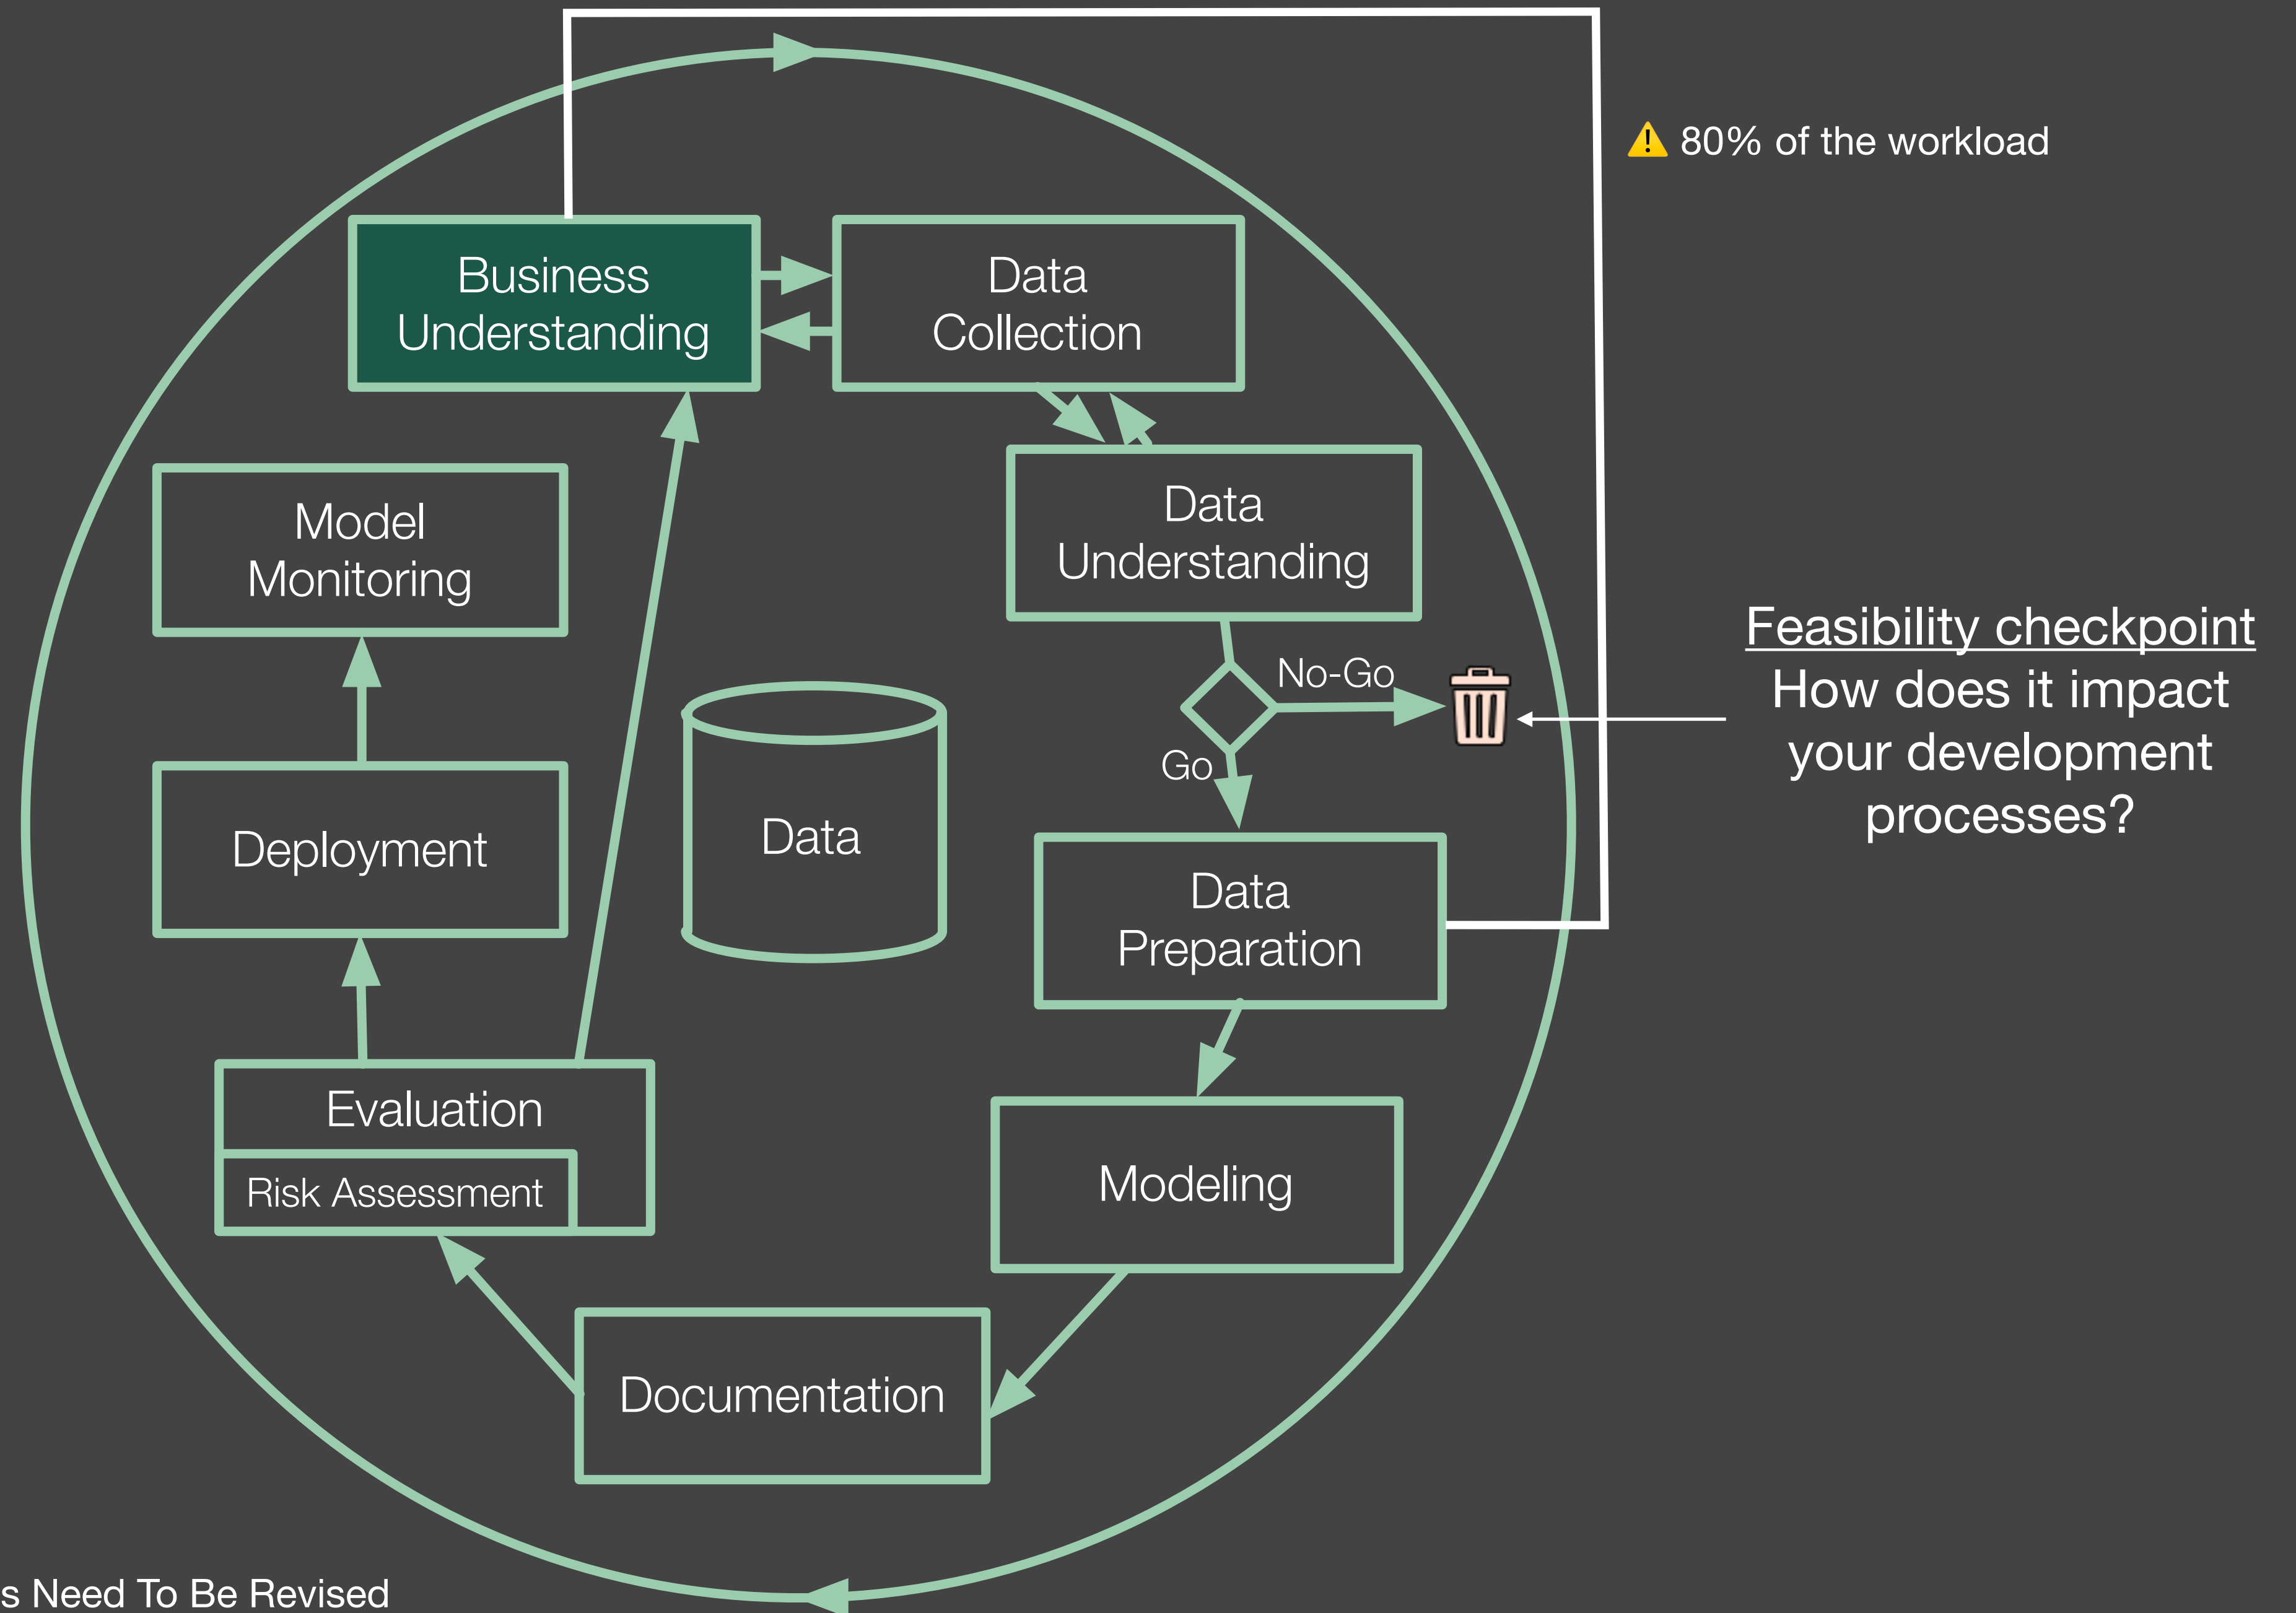 ⚠️ 80% of the workload
Business
Understanding
Data
Collection
Data
Understanding
Model
Monitoring
No-Go
Go
Feasibility checkpoint
How does it impact
your development
processes?
Data
Deployment
Data
Preparation
Evaluation
Risk Assessment
Modeling
Documentation
s Need To Be Revised